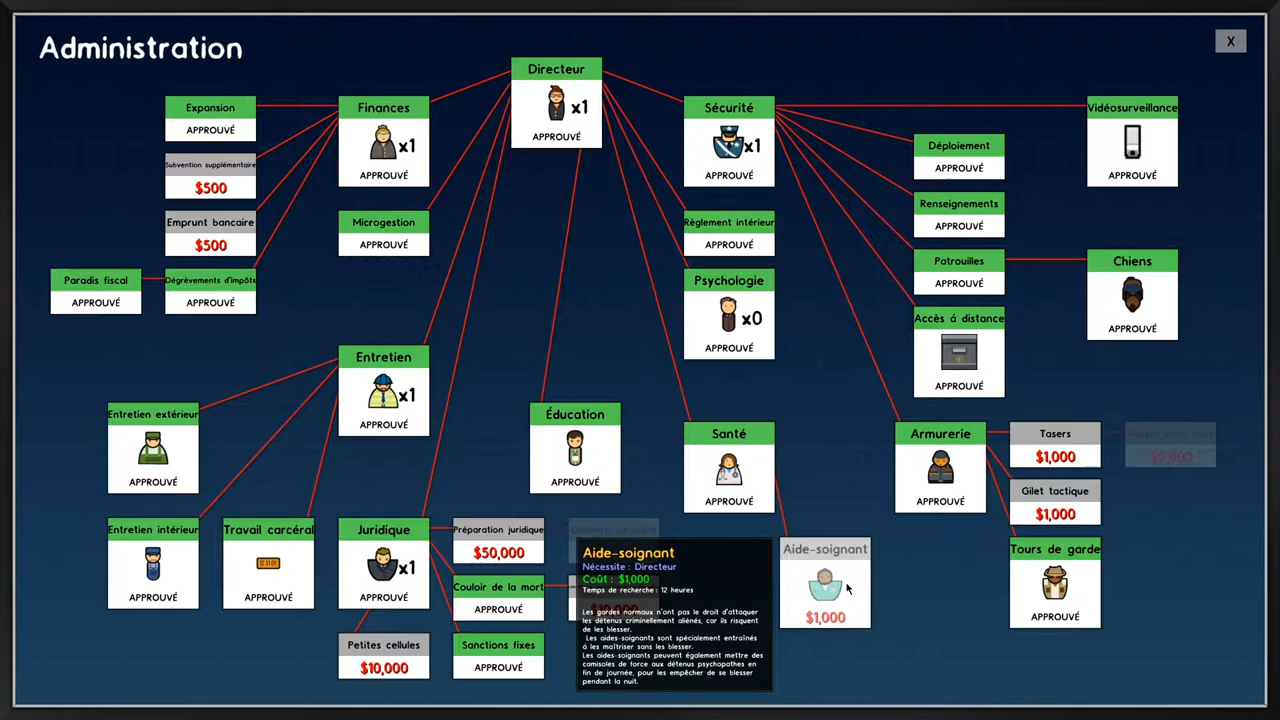 Administration
X
Directeur
x1
APPROUVÉ
Expansion
APPROUVÉ
Finances
x1
APPROUVÉ
Sécurité
x1
APPROUVÉ
Vidéosurveillance
APPROUVÉ
Subvention supplémentaire
$500
Déploiement
APPROUVÉ
Emprunt bancaire
$500
Microgestion
APPROUVÉ
Règlement intérieur
APPROUVÉ
Renseignements
APPROUVÉ
Paradis fiscal
APPROUVÉ
Dégrèvements d'impôts
APPROUVÉ
Psychologie
x0
APPROUVÉ
Patrouilles
APPROUVÉ
Chiens
APPROUVÉ
Accès á distance
APPROUVÉ
Entretien
x1
APPROUVÉ
Entretien extérieur
APPROUVÉ
Éducation
APPROUVÉ
Santé
APPROUVÉ
Armurerie
APPROUVÉ
Tasers
$1,000
$5,000
Gilet tactique
$1,000
Entretien intérieur
APPROUVÉ
Travail carcéral
APPROUVÉ
Juridique
x1
APPROUVÉ
Préparation juridique
$50,000
Couloir de la mort
APPROUVÉ
Aide-soignant
$1,000
Tours de garde
APPROUVÉ
Petites cellules
$10,000
Sanctions fixes
APPROUVÉ
Aide-soignant
Nécessite : Directeur
Coût : $1,000
Temps de recherche : 12 heures
Les gardes normaux n'ont pas le droit d'attaquer
les détenus criminellement aliénés, car ils risquent
de les blesser.
Les aides-soignants sont spécialement entraînés
á les maîtriser sans les blesser.
Les aides-soignants peuvent également mettre des
camisoles de force aux détenus psychopathes en
fin de journée, pour les empêcher de se blesser
pendant la nuit.